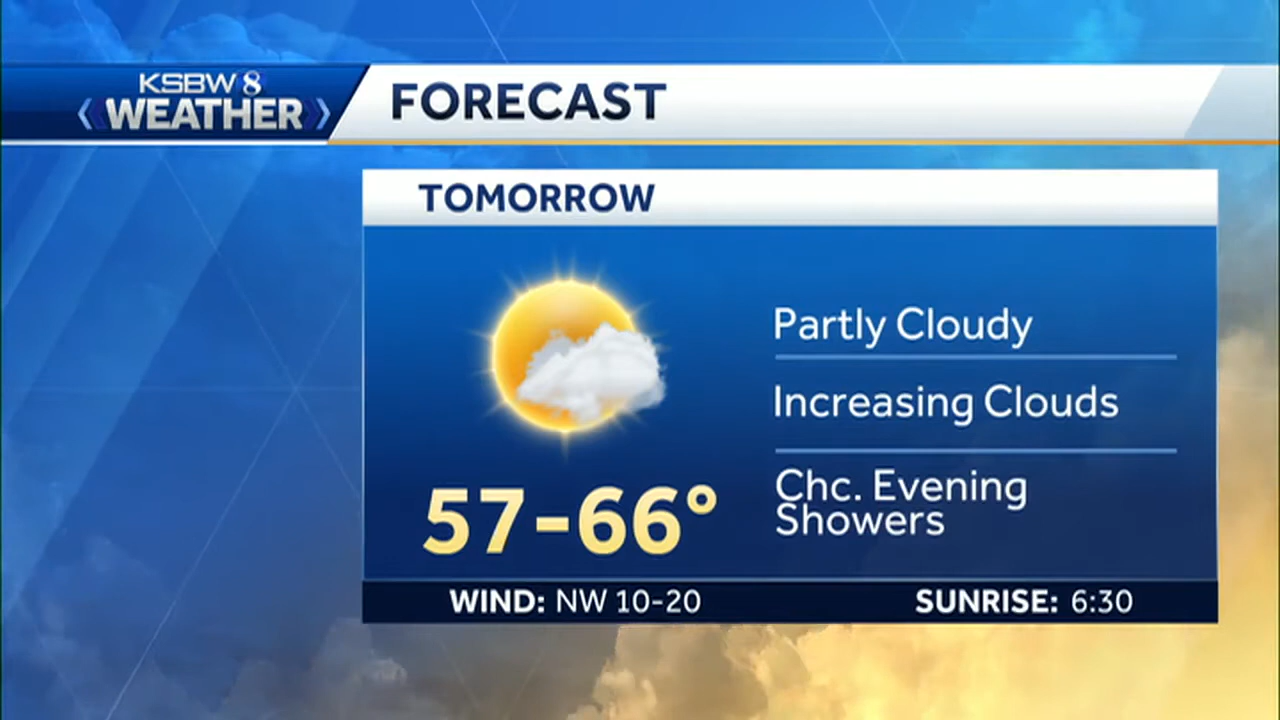 KSBW 8
WEATHER
FORECAST
TOMORROW
Partly Cloudy
Increasing Clouds
Chc. Evening
Showers
57-66°
WIND: NW 10-20
SUNRISE: 6:30